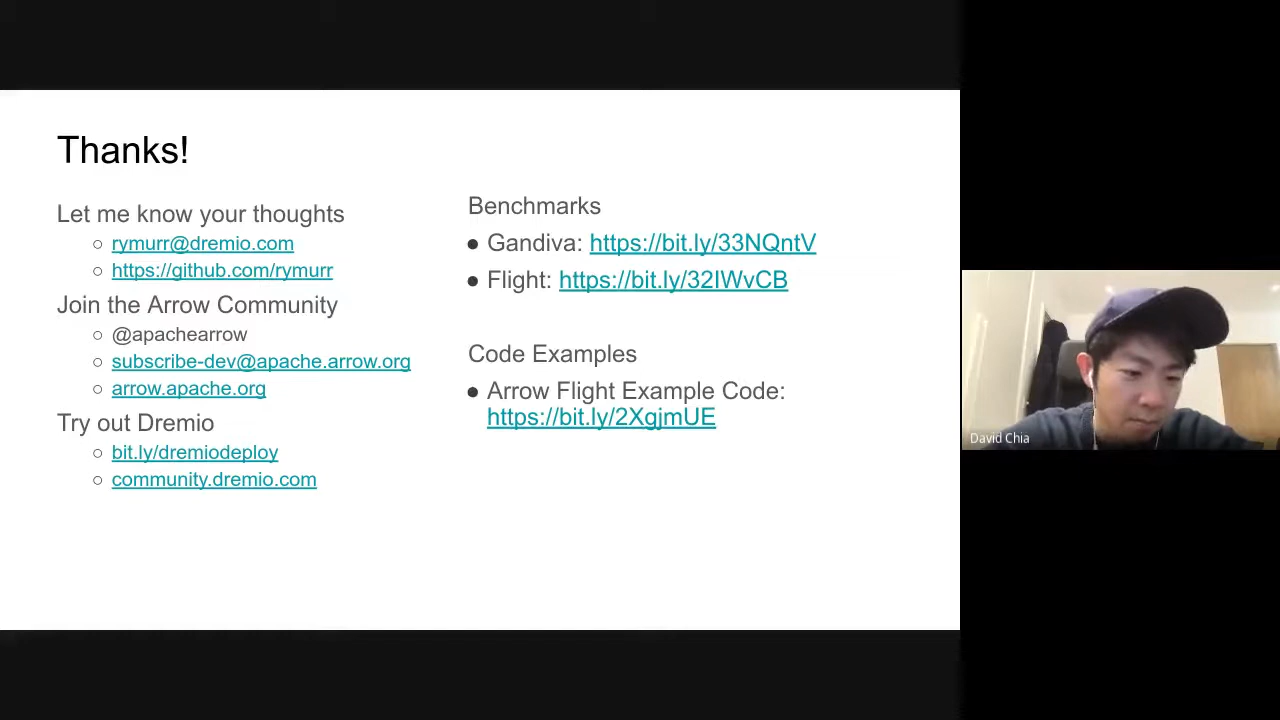 Thanks!
Let me know your thoughts
○ rymurr@dremio.com
○ https://github.com/rymurr
Join the Arrow Community
○ @apachearrow
○ subscribe-dev@apache.arrow.org
○ arrow.apache.org
Try out Dremio
○ bit.ly/dremiodeploy
○ community.dremio.com
Benchmarks
● Gandiva: https://bit.ly/33NQntV
● Flight: https://bit.ly/32IWvCB
Code Examples
● Arrow Flight Example Code:
https://bit.ly/2XgjmUE
David Chia